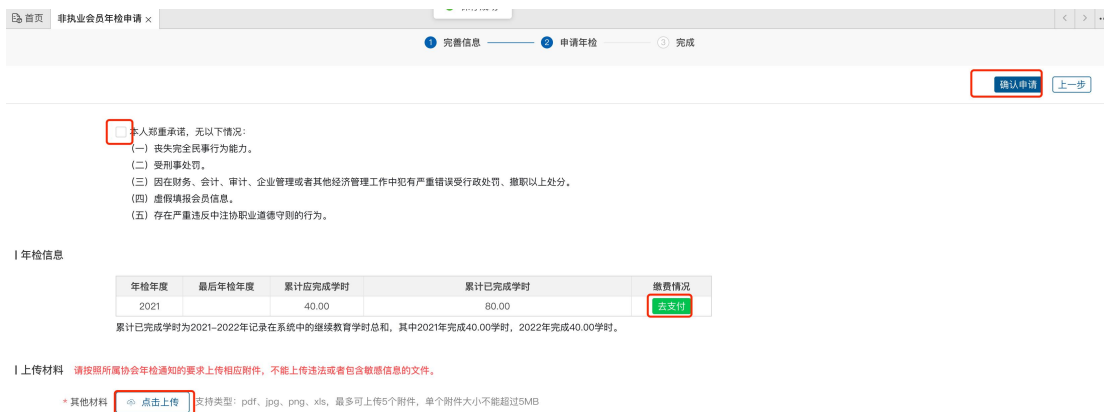 首页 非执业会员年检申请 ×
1 完善信息 2 申请年检 3 完成
确认申请 上一步
本人郑重承诺，无以下情况：
（一）丧失完全民事行为能力。
（二）受刑事处罚。
（三）因在财务、会计、审计、企业管理或者其他经济管理工作中犯有严重错误受行政处罚、撤职以上处分。
（四）虚假填报会员信息。
（五）存在严重违反中注协职业道德守则的行为。
年检信息
年检年度 最后年检年度 累计应完成学时 累计已完成学时 缴费情况
2021 40.00 80.00 去支付
累计已完成学时为2021-2022年记录在系统中的继续教育学时总和，其中2021年完成40.00学时，2022年完成40.00学时。
上传材料 请按照所属协会年检通知的要求上传相应附件，不能上传违法或者包含敏感信息的文件。
* 其他材料 点击上传 支持类型：pdf、jpg、png、xls，最多可上传5个附件，单个附件大小不能超过5MB